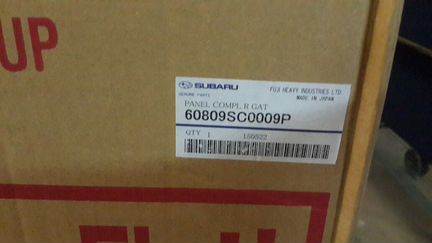 UP
SUBARU
FUJI HEAVY INDUSTRIES LTD.
GENUINE PARTS
MADE IN JAPAN
PANEL COMPL R GAT
60809SC0009P
QTY 1 150522